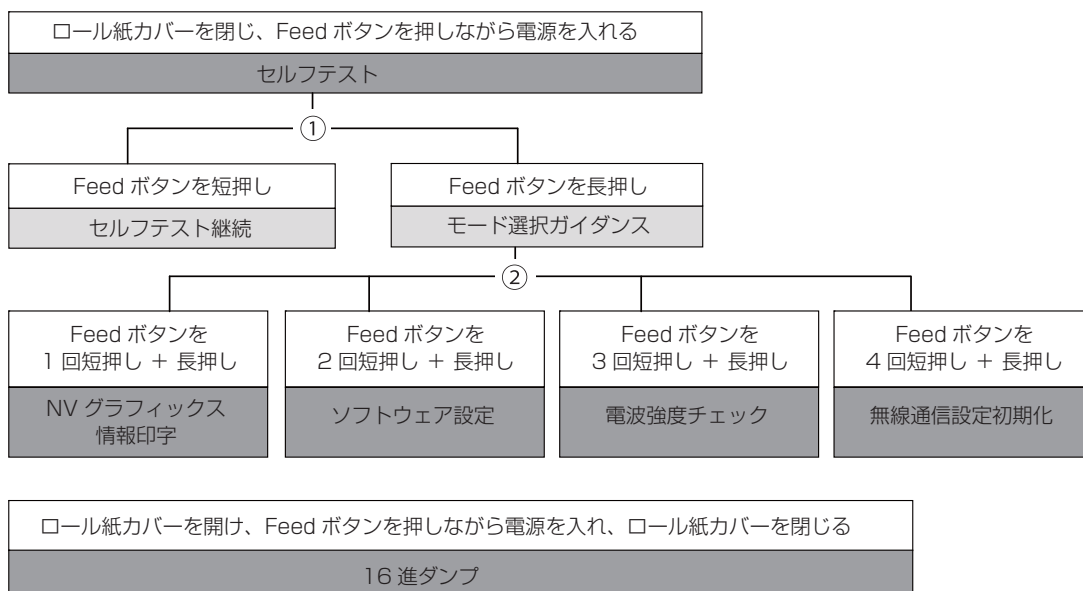 ロール紙カバーを閉じ、Feed ボタンを押しながら電源を入れる
セルフテスト
①
Feed ボタンを短押し
セルフテスト継続
Feed ボタンを長押し
モード選択ガイダンス
②
Feed ボタンを
1 回短押し + 長押し
NV グラフィックス
情報印字
Feed ボタンを
2 回短押し + 長押し
ソフトウェア設定
Feed ボタンを
3 回短押し + 長押し
電波強度チェック
Feed ボタンを
4 回短押し + 長押し
無線通信設定初期化
ロール紙カバーを開け、Feed ボタンを押しながら電源を入れ、ロール紙カバーを閉じる
16 進ダンプ